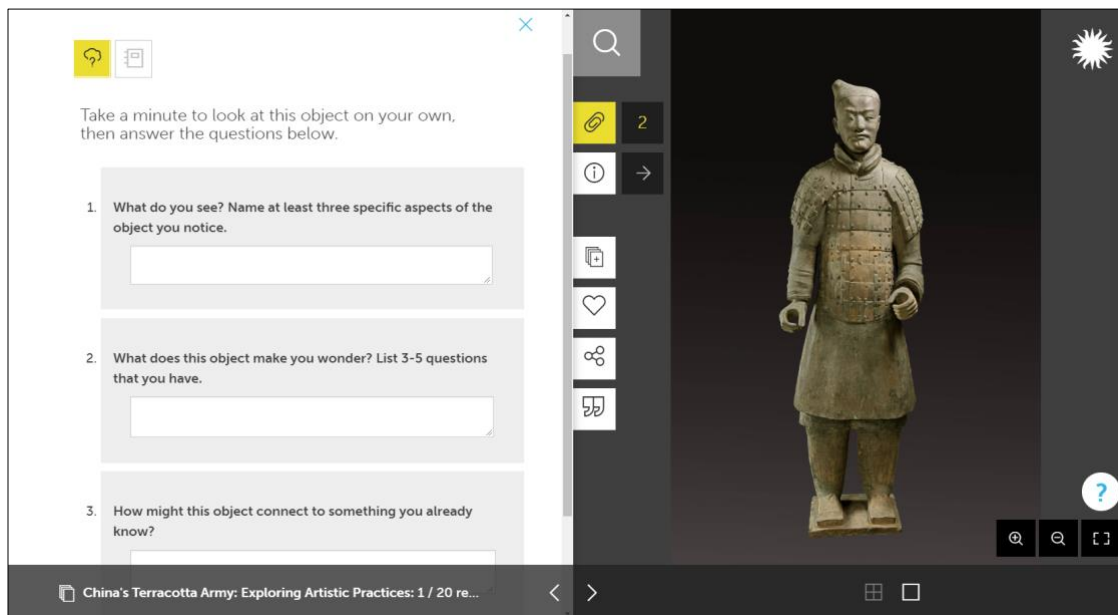 Take a minute to look at this object on your own,
then answer the questions below.
1. What do you see? Name at least three specific aspects of the
object you notice.
2. What does this object make you wonder? List 3-5 questions
that you have.
3. How might this object connect to something you already
know?
China's Terracotta Army: Exploring Artistic Practices: 1 / 20 re...
2
?